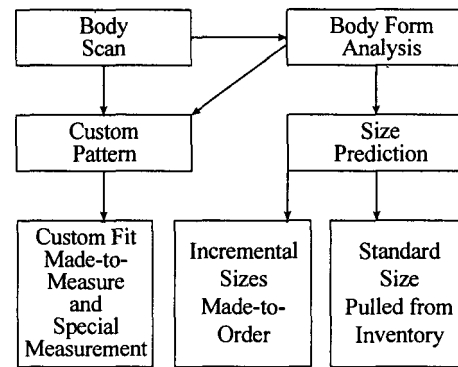 Body
Scan
Body Form
Analysis
Custom
Pattern
Size
Prediction
Custom Fit
Made-to-
Measure
and
Special
Measurement
Incremental
Sizes
Made-to-
Order
Standard
Size
Pulled from
Inventory